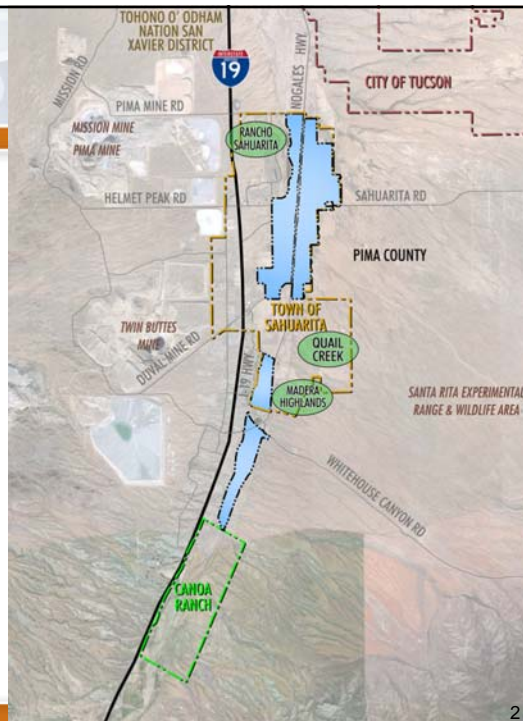 TOHONO O' ODHAM
NATION SAN
XAVIER DISTRICT
INTERSTATE
19
NOGALES HWY.
CITY OF TUCSON
MISSION RD
PIMA MINE RD
MISSION MINE
PIMA MINE
RANCHO
SAHUARITA
HELMET PEAK RD
SAHUARITA RD
PIMA COUNTY
TOWN OF
SAHUARITA
TWIN BUTTES
MINE
DUVAL MINE RD
I-19 HWY.
QUAIL
CREEK
MADERA
HIGHLANDS
SANTA RITA EXPERIMENTAL
RANGE & WILDLIFE AREA
WHITEHOUSE CANYON RD
CANOA
RANCH
2